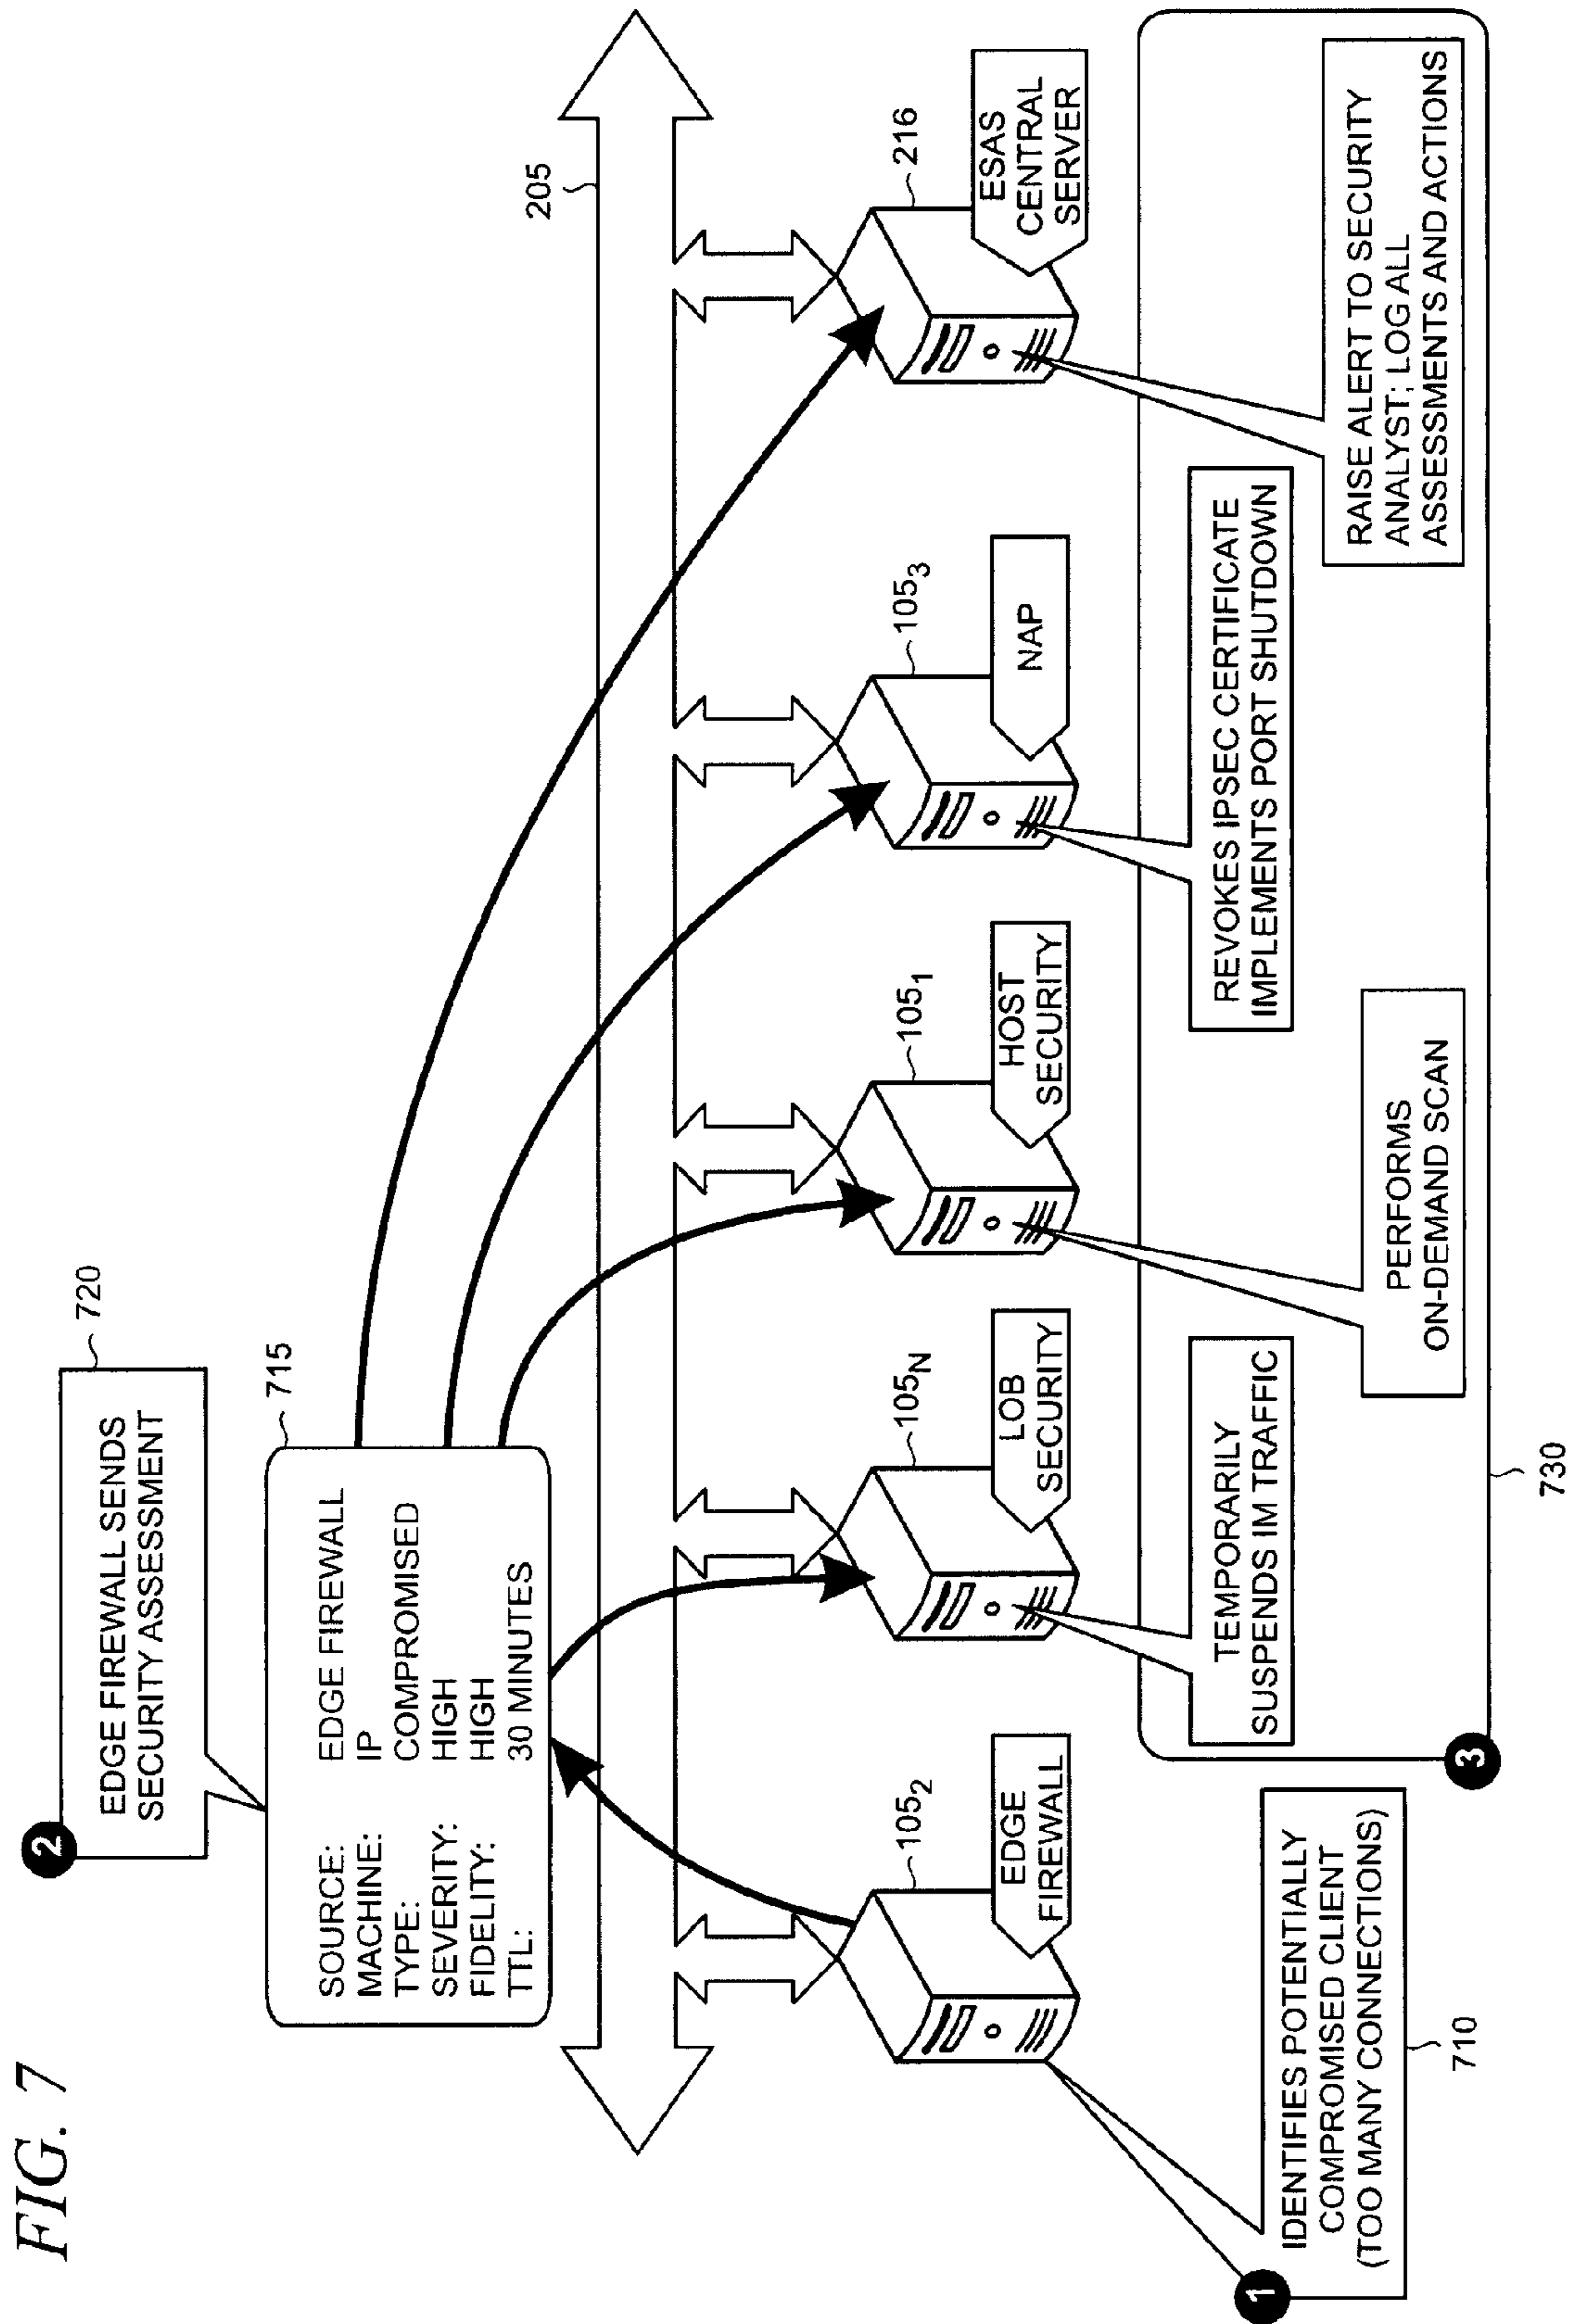 FIG. 7
2
EDGE FIREWALL SENDS
SECURITY ASSESSMENT
720
715
SOURCE: EDGE FIREWALL
MACHINE: IP
TYPE: COMPROMISED
SEVERITY: HIGH
FIDELITY: HIGH
TTL: 30 MINUTES
205
105₂
EDGE
FIREWALL
105N
LOB
SECURITY
105₁
HOST
SECURITY
105₃
NAP
216
ESAS
CENTRAL
SERVER
1
IDENTIFIES POTENTIALLY
COMPROMISED CLIENT
(TOO MANY CONNECTIONS)
710
TEMPORARILY
SUSPENDS IM TRAFFIC
PERFORMS
ON-DEMAND SCAN
REVOKES IPSEC CERTIFICATE
IMPLEMENTS PORT SHUTDOWN
RAISE ALERT TO SECURITY
ANALYST; LOG ALL
ASSESSMENTS AND ACTIONS
3
730